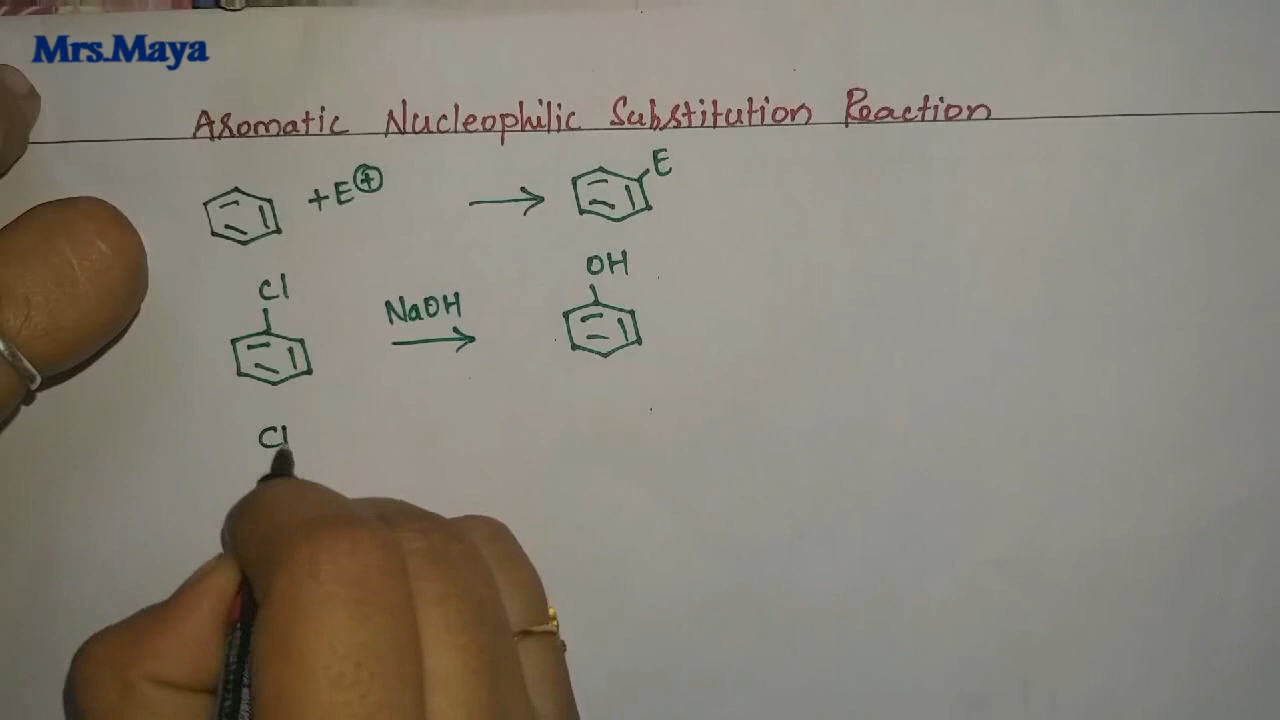 Mrs.Maya
Aromatic Nucleophilic Substitution Reaction
+E⊕
E
Cl
NaOH
OH
Cl